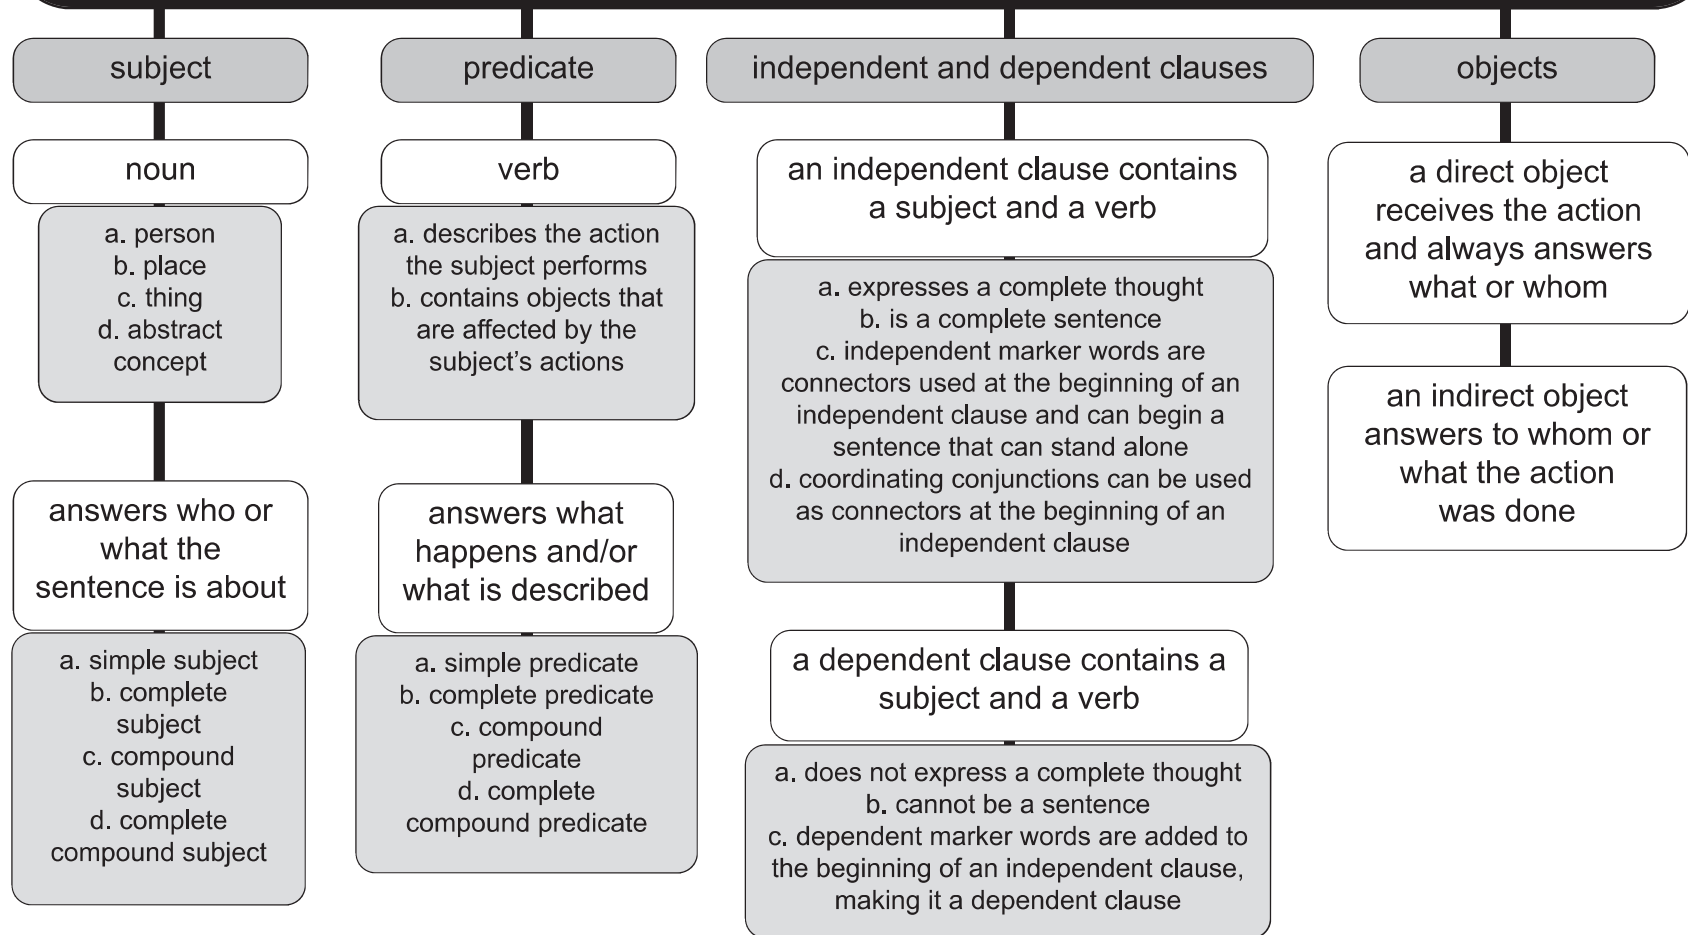 subject
noun
a. person
b. place
c. thing
d. abstract
concept
answers who or
what the
sentence is about
a. simple subject
b. complete
subject
c. compound
subject
d. complete
compound subject
predicate
verb
a. describes the action
the subject performs
b. contains objects that
are affected by the
subject’s actions
answers what
happens and/or
what is described
a. simple predicate
b. complete predicate
c. compound
predicate
d. complete
compound predicate
independent and dependent clauses
an independent clause contains
a subject and a verb
a. expresses a complete thought
b. is a complete sentence
c. independent marker words are
connectors used at the beginning of an
independent clause and can begin a
sentence that can stand alone
d. coordinating conjunctions can be used
as connectors at the beginning of an
independent clause
a dependent clause contains a
subject and a verb
a. does not express a complete thought
b. cannot be a sentence
c. dependent marker words are added to
the beginning of an independent clause,
making it a dependent clause
objects
a direct object
receives the action
and always answers
what or whom
an indirect object
answers to whom or
what the action
was done